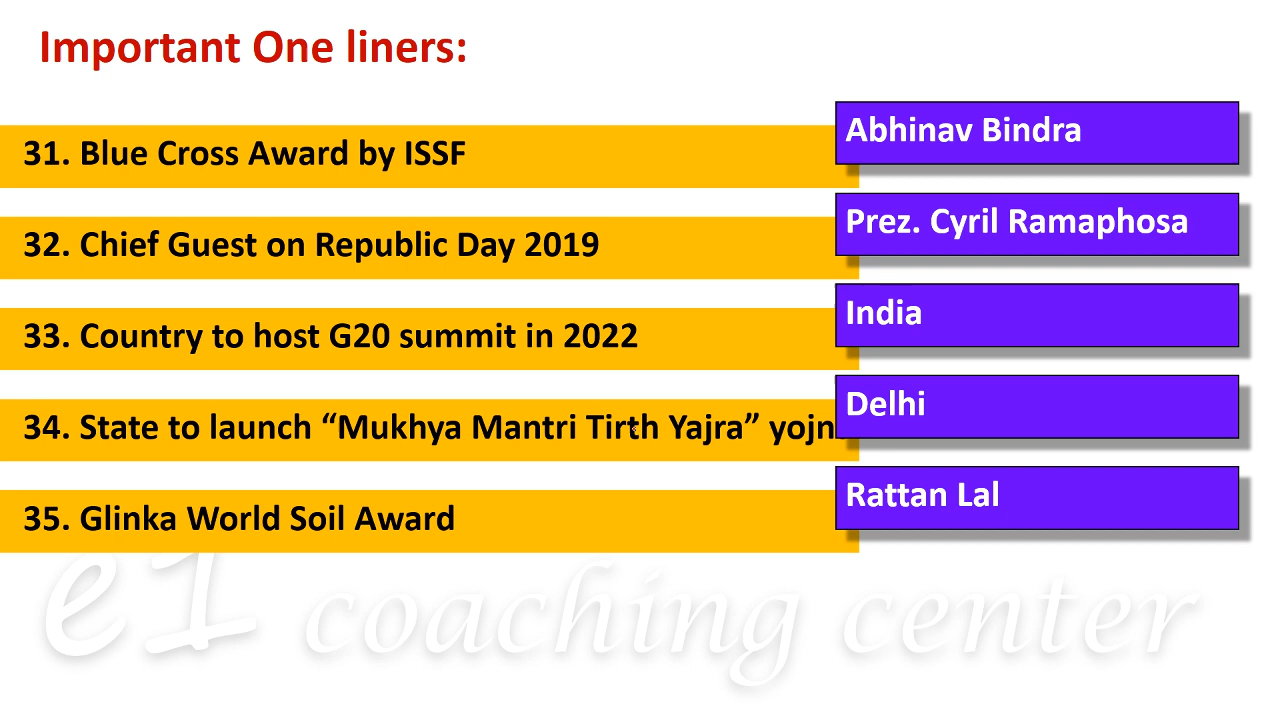 Important One liners:
31. Blue Cross Award by ISSF
Abhinav Bindra
32. Chief Guest on Republic Day 2019
Prez. Cyril Ramaphosa
33. Country to host G20 summit in 2022
India
34. State to launch “Mukhya Mantri Tirth Yajra” yojn
Delhi
35. Glinka World Soil Award
Rattan Lal
e1 coaching center